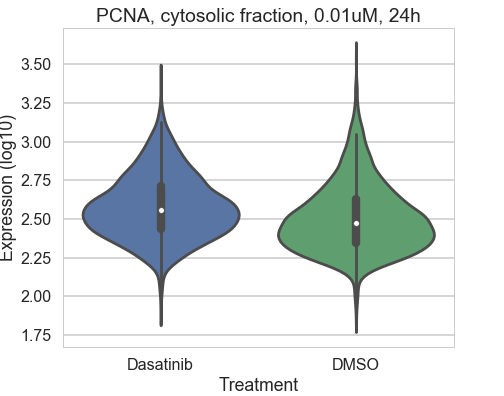 PCNA, cytosolic fraction, 0.01uM, 24h
Expression (log10)
3.50
3.25
3.00
2.75
2.50
2.25
2.00
1.75
Dasatinib DMSO
Treatment